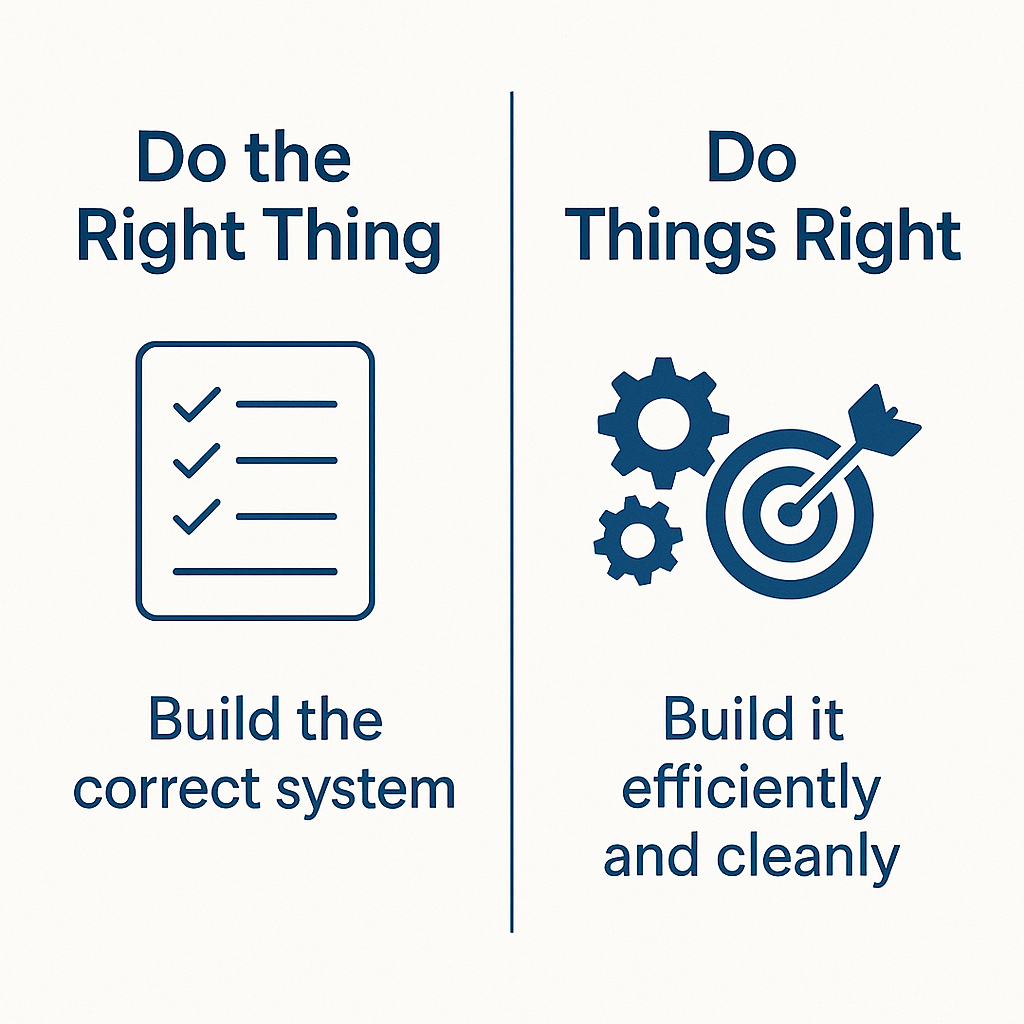 Do the
Right Thing
Build the
correct system
Do
Things Right
Build it
efficiently
and cleanly